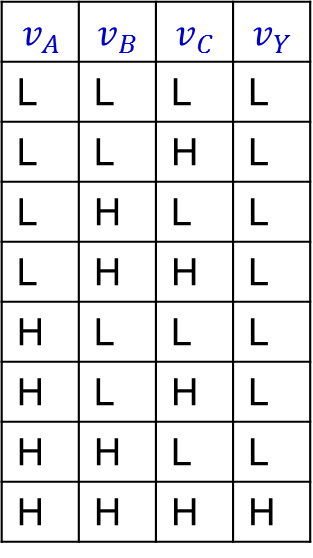 v_A v_B v_C v_Y
L L L L
L L H L
L H L L
L H H L
H L L L
H L H L
H H L L
H H H H